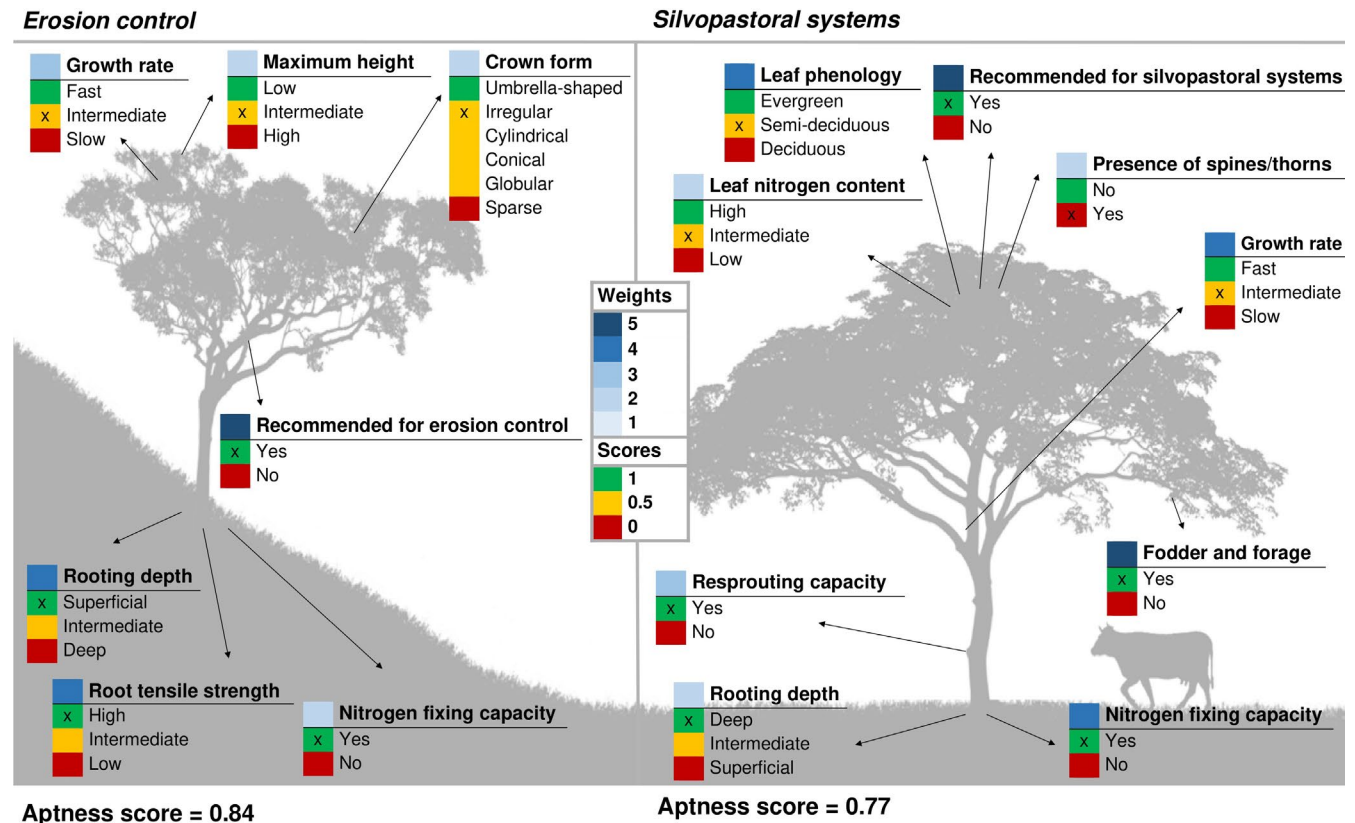 Erosion control
Silvopastoral systems
Growth rate
Fast
x Intermediate
Slow
Maximum height
Low
x Intermediate
High
Crown form
Umbrella-shaped
x Irregular
Cylindrical
Conical
Globular
Sparse
Leaf phenology
Evergreen
x Semi-deciduous
Deciduous
Recommended for silvopastoral systems
x Yes
No
Presence of spines/thorns
No
x Yes
Leaf nitrogen content
High
x Intermediate
Low
Growth rate
Fast
x Intermediate
Slow
Weights
5
4
3
2
1
Scores
1
0.5
0
Recommended for erosion control
x Yes
No
Rooting depth
x Superficial
Intermediate
Deep
Root tensile strength
x High
Intermediate
Low
Nitrogen fixing capacity
x Yes
No
Fodder and forage
x Yes
No
Resprouting capacity
x Yes
No
Rooting depth
x Deep
Intermediate
Superficial
Nitrogen fixing capacity
x Yes
No
Aptness score = 0.84
Aptness score = 0.77